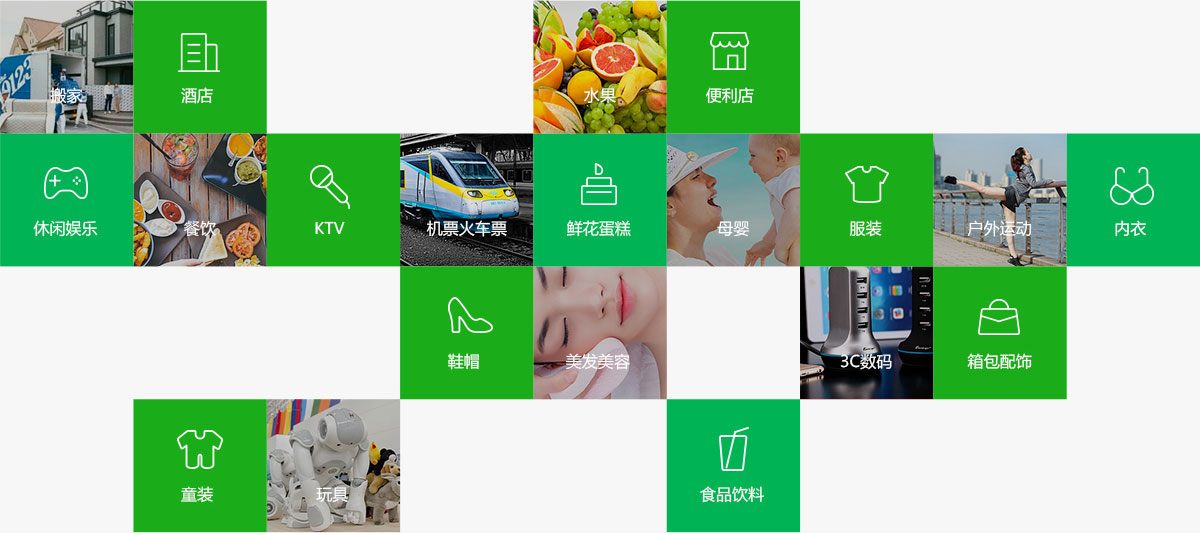 搬家
酒店
水果
便利店
休闲娱乐
餐饮
KTV
机票火车票
鲜花蛋糕
母婴
服装
户外运动
内衣
鞋帽
美发美容
3C数码
箱包配饰
童装
玩具
食品饮料
9123